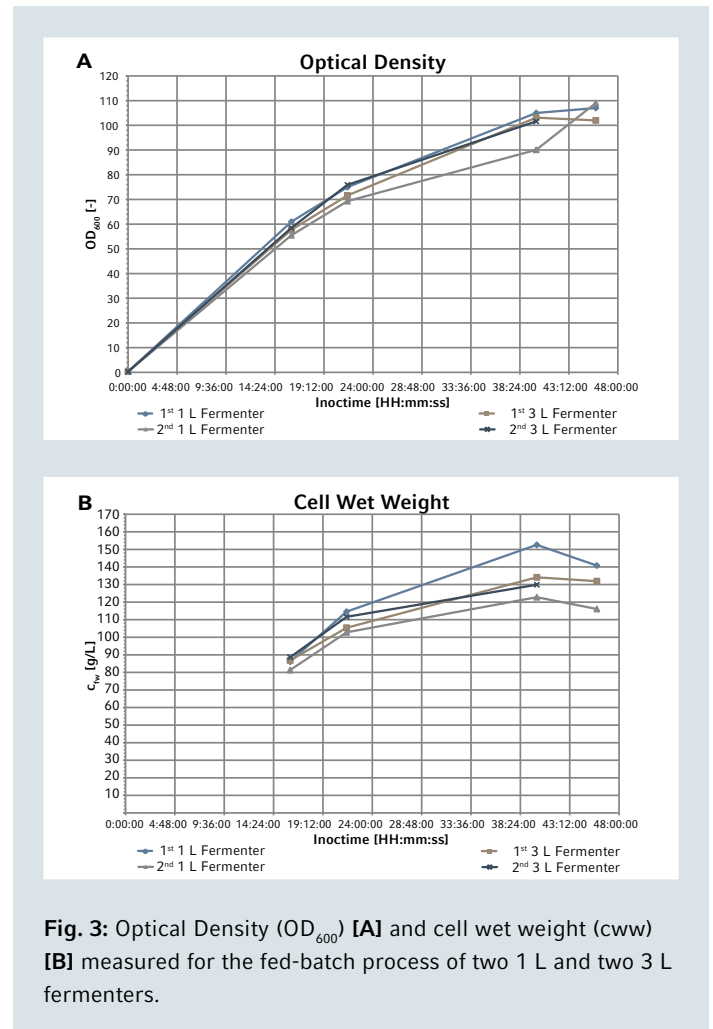 A
Optical Density
120
110
100
90
80
70
60
50
40
30
20
10
0
OD600 [-]
0:00:00 4:48:00 9:36:00 14:24:00 19:12:00 24:00:00 28:48:00 33:36:00 38:24:00 43:12:00 48:00:00
Inoctime [HH:mm:ss]
1st 1 L Fermenter 1st 3 L Fermenter
2nd 1 L Fermenter 2nd 3 L Fermenter
B
Cell Wet Weight
170
160
150
140
130
120
110
100
90
80
70
60
50
40
30
20
10
cfw [g/L]
0:00:00 4:48:00 9:36:00 14:24:00 19:12:00 24:00:00 28:48:00 33:36:00 38:24:00 43:12:00 48:00:00
Inoctime [HH:mm:ss]
1st 1 L Fermenter 1st 3 L Fermenter
2nd 1 L Fermenter 2nd 3 L Fermenter
Fig. 3: Optical Density (OD600) [A] and cell wet weight (cww)
[B] measured for the fed-batch process of two 1 L and two 3 L
fermenters.